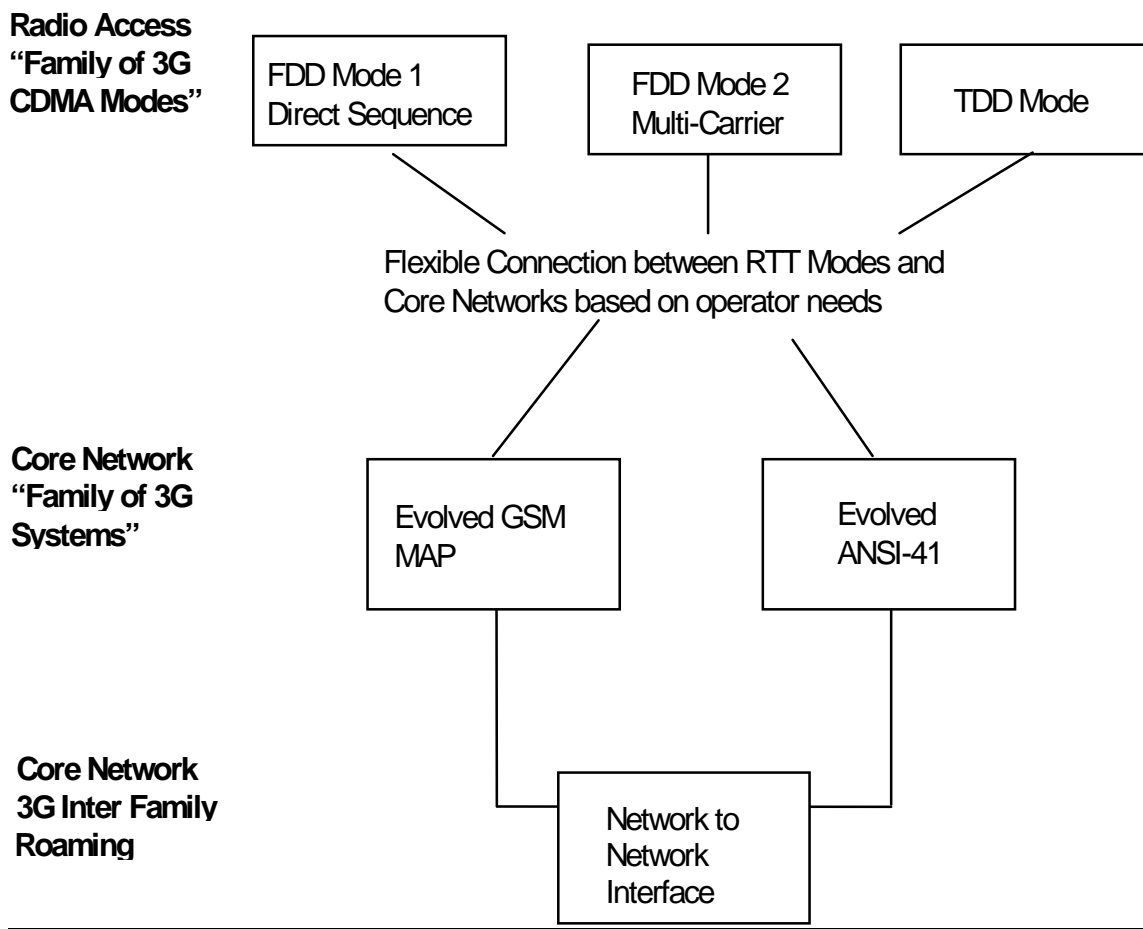 Radio Access
“Family of 3G
CDMA Modes”
FDD Mode 1
Direct Sequence
FDD Mode 2
Multi-Carrier
TDD Mode
Flexible Connection between RTT Modes and
Core Networks based on operator needs
Core Network
“Family of 3G
Systems”
Evolved GSM
MAP
Evolved
ANSI-41
Core Network
3G Inter Family
Roaming
Network to
Network
Interface